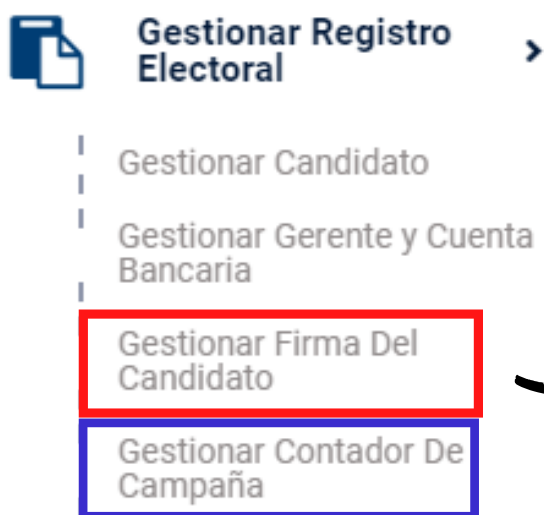 Gestionar Registro
Electoral
Gestionar Candidato
Gestionar Gerente y Cuenta
Bancaria
Gestionar Firma Del
Candidato
Gestionar Contador De
Campaña